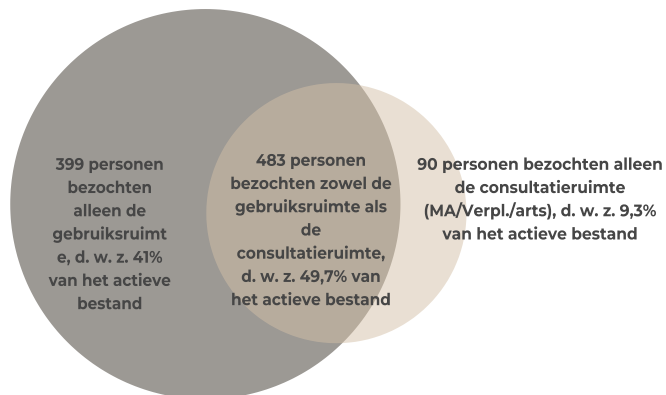 399 personen
bezochten
alleen de
gebruiksruimt
e, d. w. z. 41%
van het actieve
bestand
483 personen
bezochten zowel de
gebruiksruimte als
de
consultatieruimte,
d. w. z. 49,7% van
het actieve bestand
90 personen bezochten alleen
de consultatieruimte
(MA/Verpl./arts), d. w. z. 9,3%
van het actieve bestand